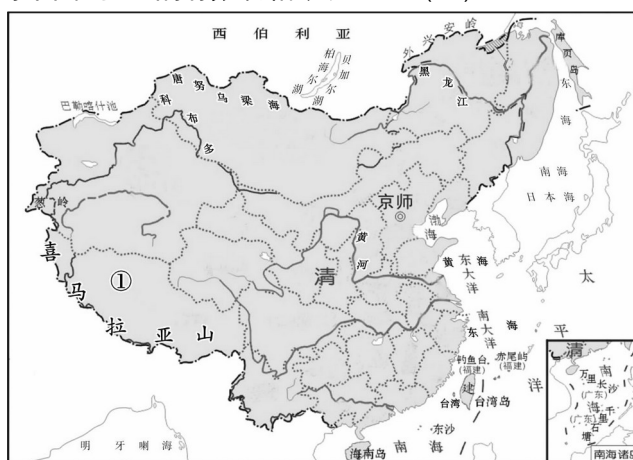 西伯利亚
外兴安岭
库页岛
柏海尔湖
贝加尔湖
唐努乌梁海
黑龙江
科布多
巴勒喀什池
东海
南海
日本海
葱岭
京师
渤海
黄河
黄海
东大洋
清
喜马拉亚山
①
太平洋
南大洋
东海
钓鱼台
(福建)
赤尾屿
(福建)
福建
台湾
台湾岛
东沙
南海
海南岛
明牙喇海
清
南海
万里长沙
(广东)
千里石塘
(广东)
南海诸岛